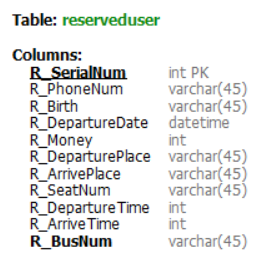 Table: reserveduser
Columns:
R_SerialNum int PK
R_PhoneNum varchar(45)
R_Birth varchar(45)
R_DepartureDate datetime
R_Money int
R_DeparturePlace varchar(45)
R_ArrivePlace varchar(45)
R_SeatNum varchar(45)
R_DepartureTime int
R_ArriveTime int
R_BusNum varchar(45)